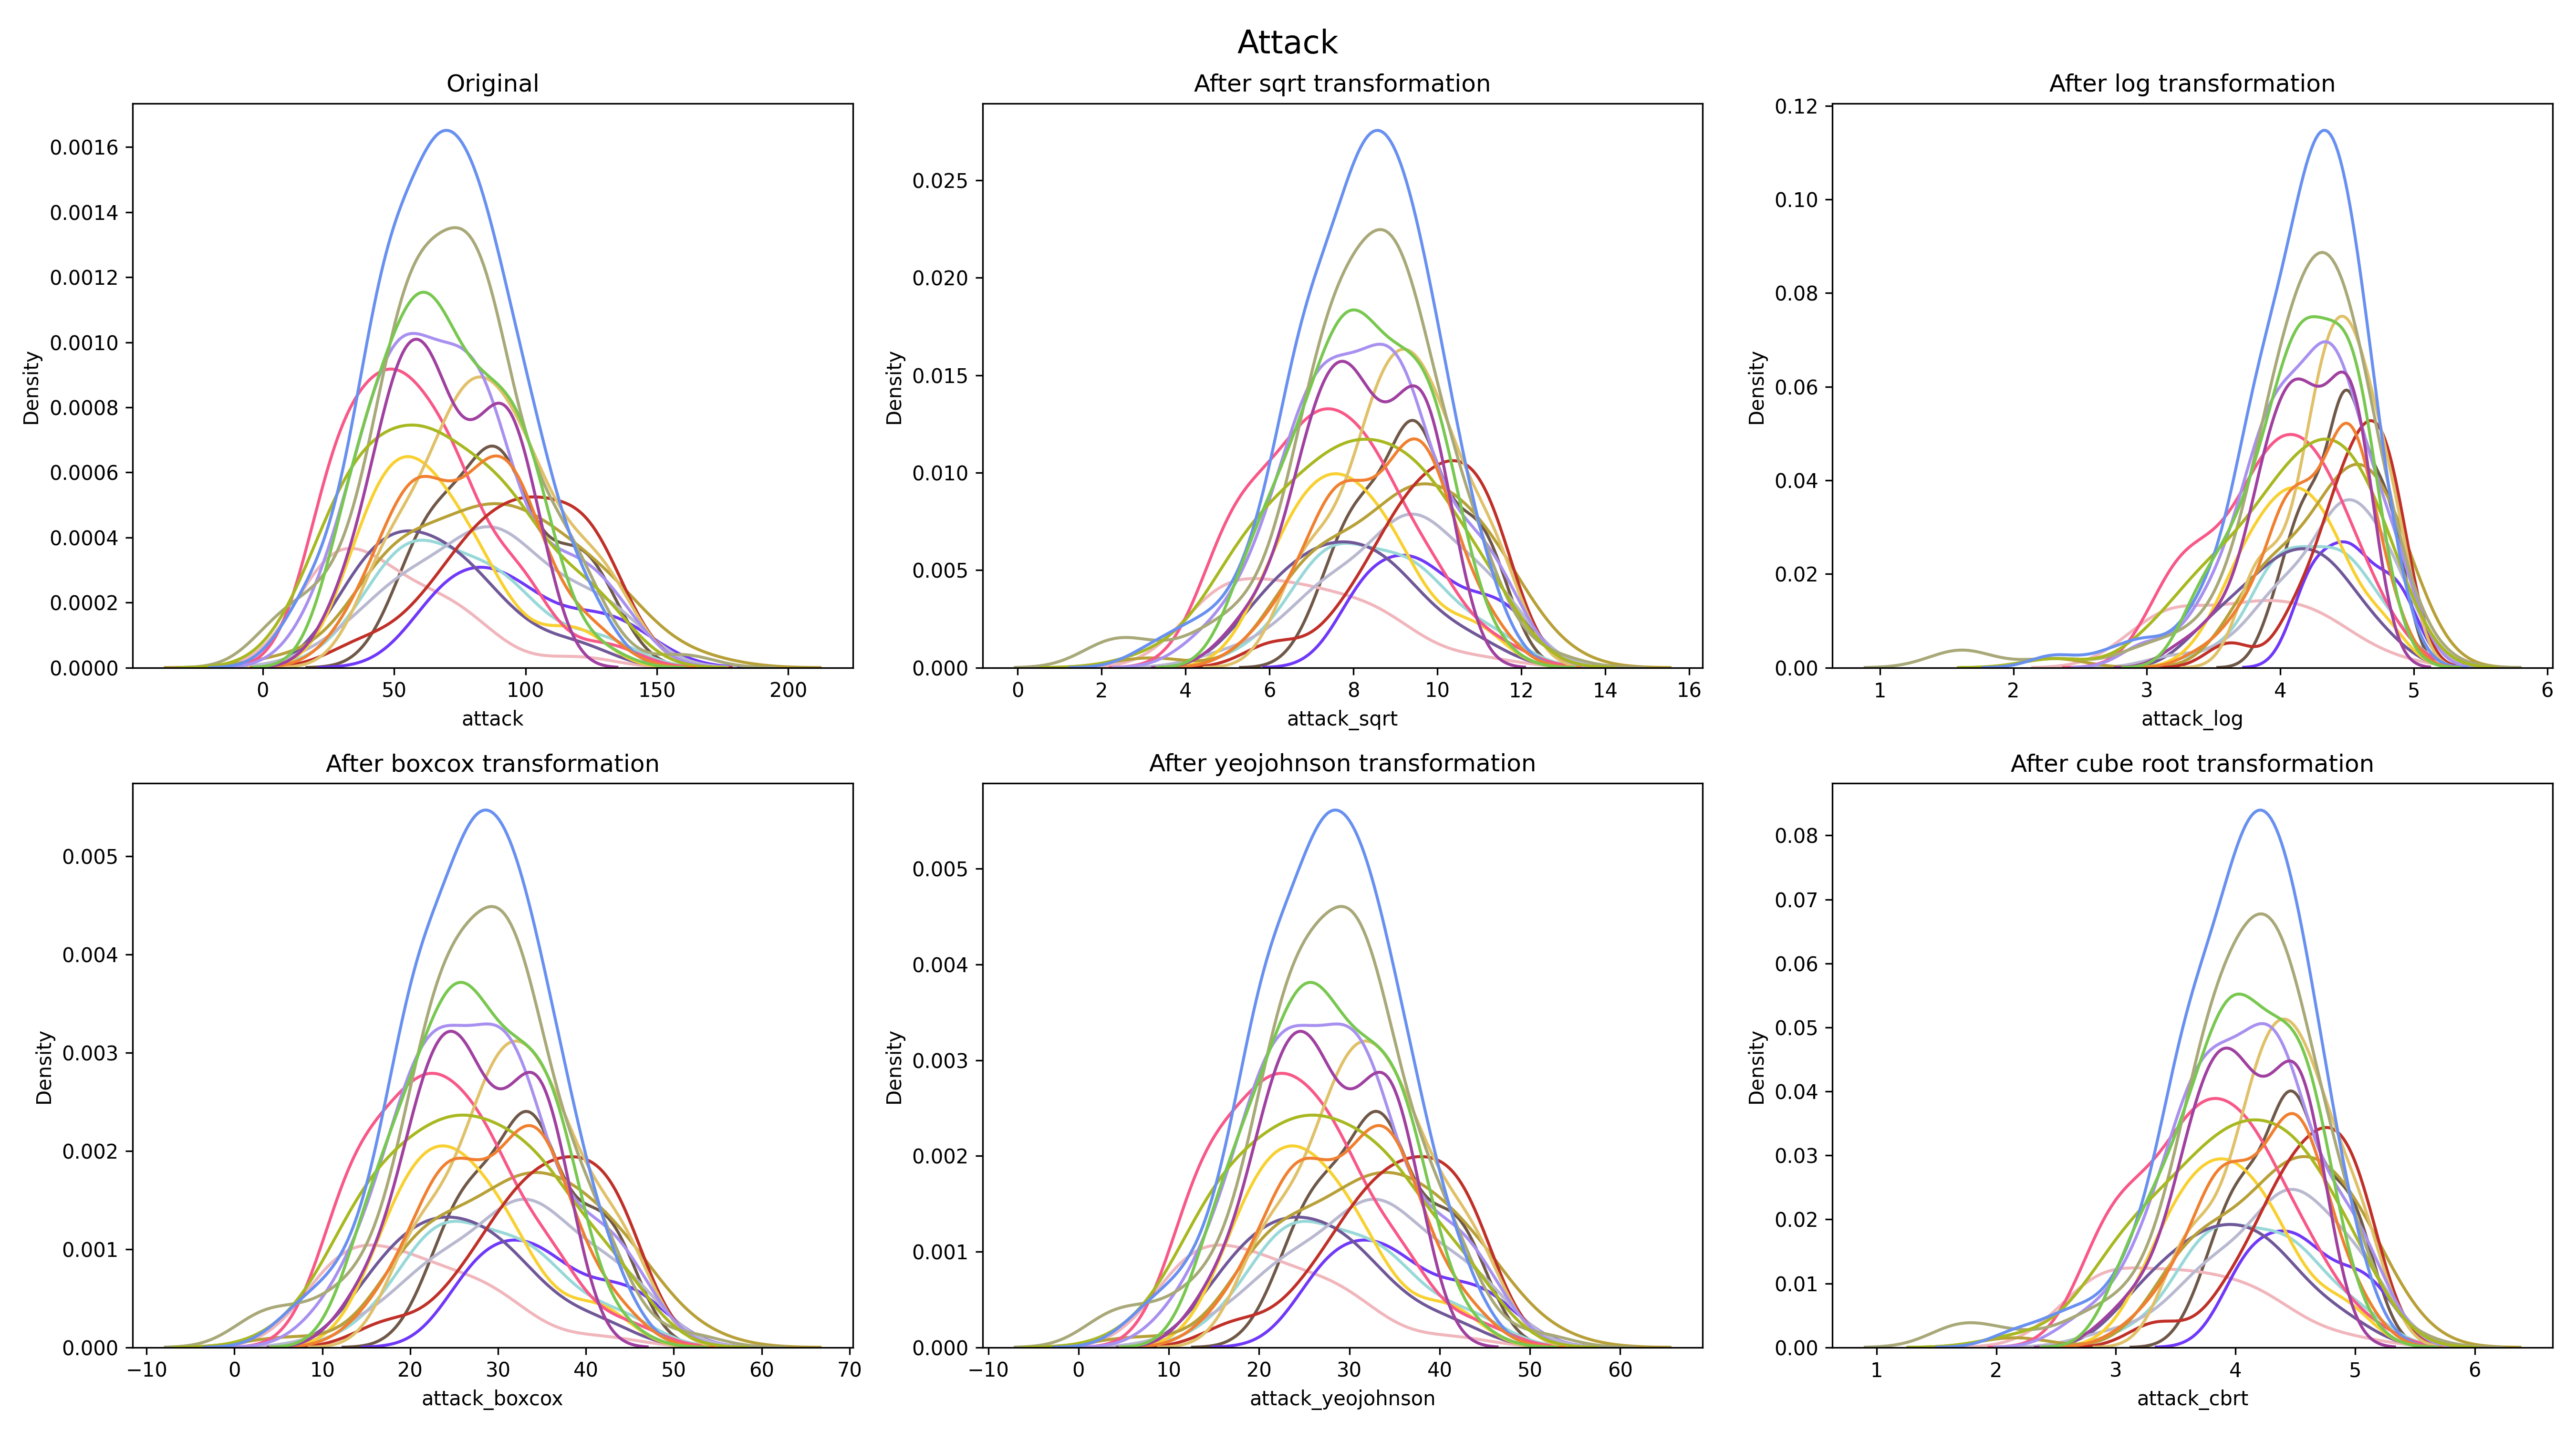 Attack
Original
Density
0.0016
0.0014
0.0012
0.0010
0.0008
0.0006
0.0004
0.0002
0.0000
0 50 100 150 200
attack
After sqrt transformation
Density
0.025
0.020
0.015
0.010
0.005
0.000
0 2 4 6 8 10 12 14 16
attack_sqrt
After log transformation
Density
0.12
0.10
0.08
0.06
0.04
0.02
0.00
1 2 3 4 5 6
attack_log
After boxcox transformation
Density
0.005
0.004
0.003
0.002
0.001
0.000
−10 0 10 20 30 40 50 60 70
attack_boxcox
After yeojohnson transformation
Density
0.005
0.004
0.003
0.002
0.001
0.000
−10 0 10 20 30 40 50 60
attack_yeojohnson
After cube root transformation
Density
0.08
0.07
0.06
0.05
0.04
0.03
0.02
0.01
0.00
1 2 3 4 5 6
attack_cbrt